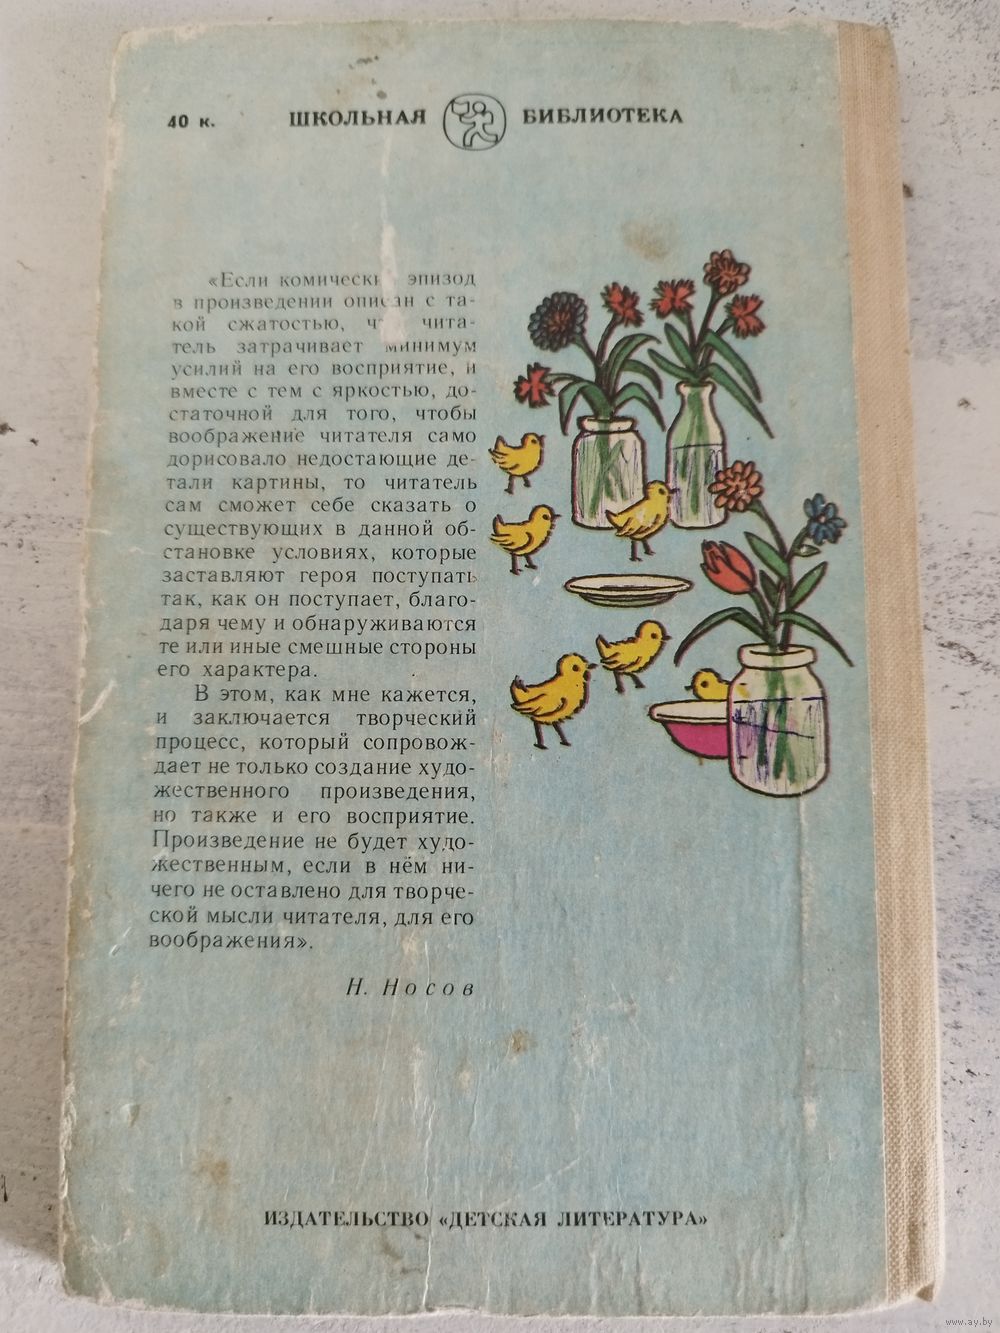 40 к. ШКОЛЬНАЯ БИБЛИОТЕКА
«Если комическ эпизод
в произведении описан с та-
кой сжатостью, чита-
тель затрачивает минимум
усилий на его восприятие, и
вместе с тем с яркостью, до-
статочной для того, чтобы
воображение читателя само
дорисовало недостающие де-
тали картины, то читатель
сам сможет себе сказать о
существующих в данной об-
становке условиях, которые
заставляют героя поступать
так, как он поступает, благо-
даря чему и обнаруживаются
те или иные смешные стороны
его характера.
В этом, как мне кажется,
и заключается творческий
процесс, который сопровож-
дает не только создание худо-
жественного произведения,
но также и его восприятие.
Произведение не будет худо-
жественным, если в нём ни-
чего не оставлено для творче-
ской мысли читателя, для его
воображения».
Н. Носов
ИЗДАТЕЛЬСТВО «ДЕТСКАЯ ЛИТЕРАТУРА»
www.ay.by